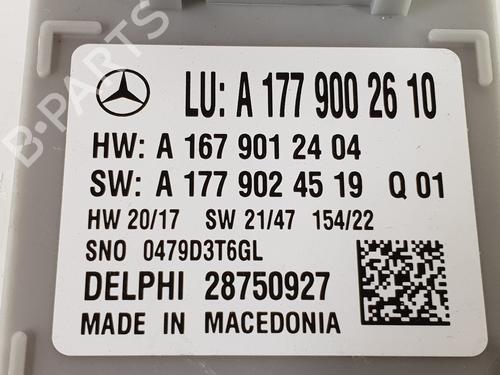 LU: A 177 900 26 10
HW: A 167 901 24 04
SW: A 177 902 45 19 Q 01
HW 20/17 SW 21/47 154/22
SNO 0479D3T6GL
DELPHI 28750927
MADE IN MACEDONIA
B-PARTS